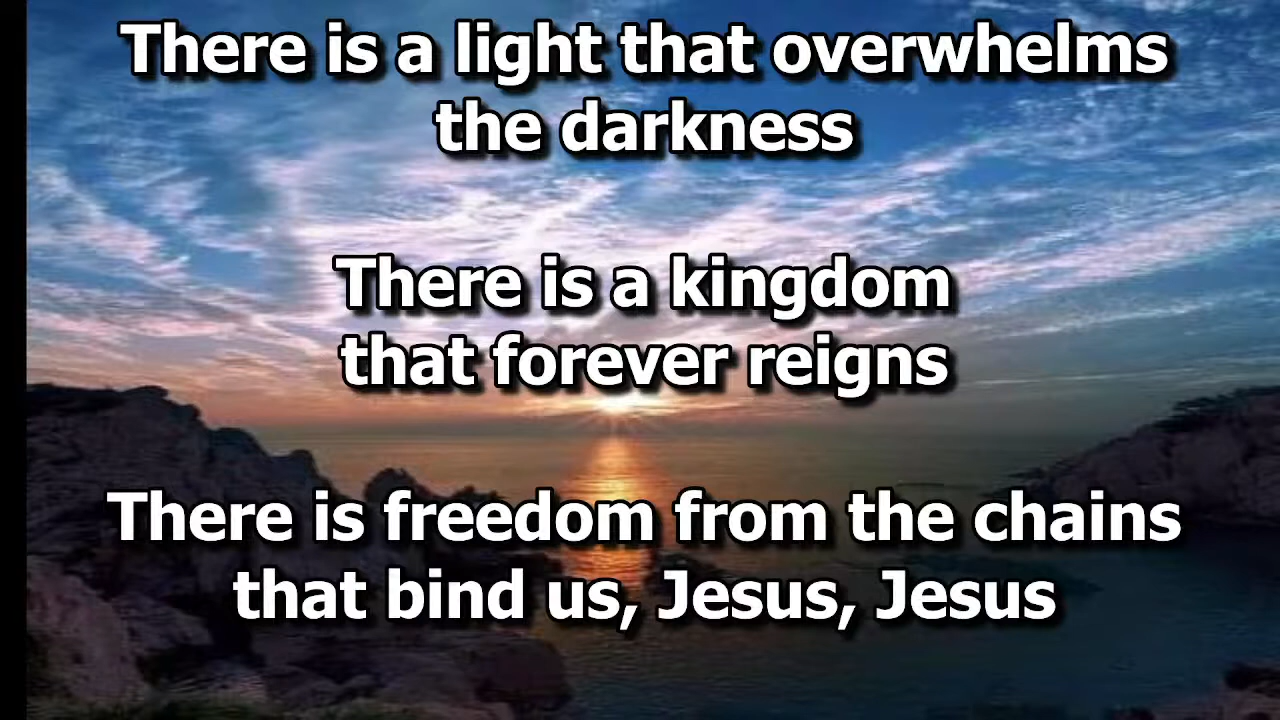 There is a light that overwhelms
the darkness
There is a kingdom
that forever reigns
There is freedom from the chains
that bind us, Jesus, Jesus